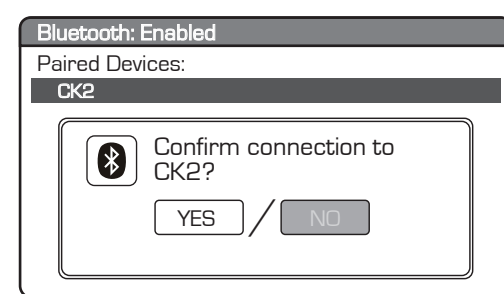 Bluetooth: Enabled
Paired Devices:
CK2
Confirm connection to
CK2?
YES / NO